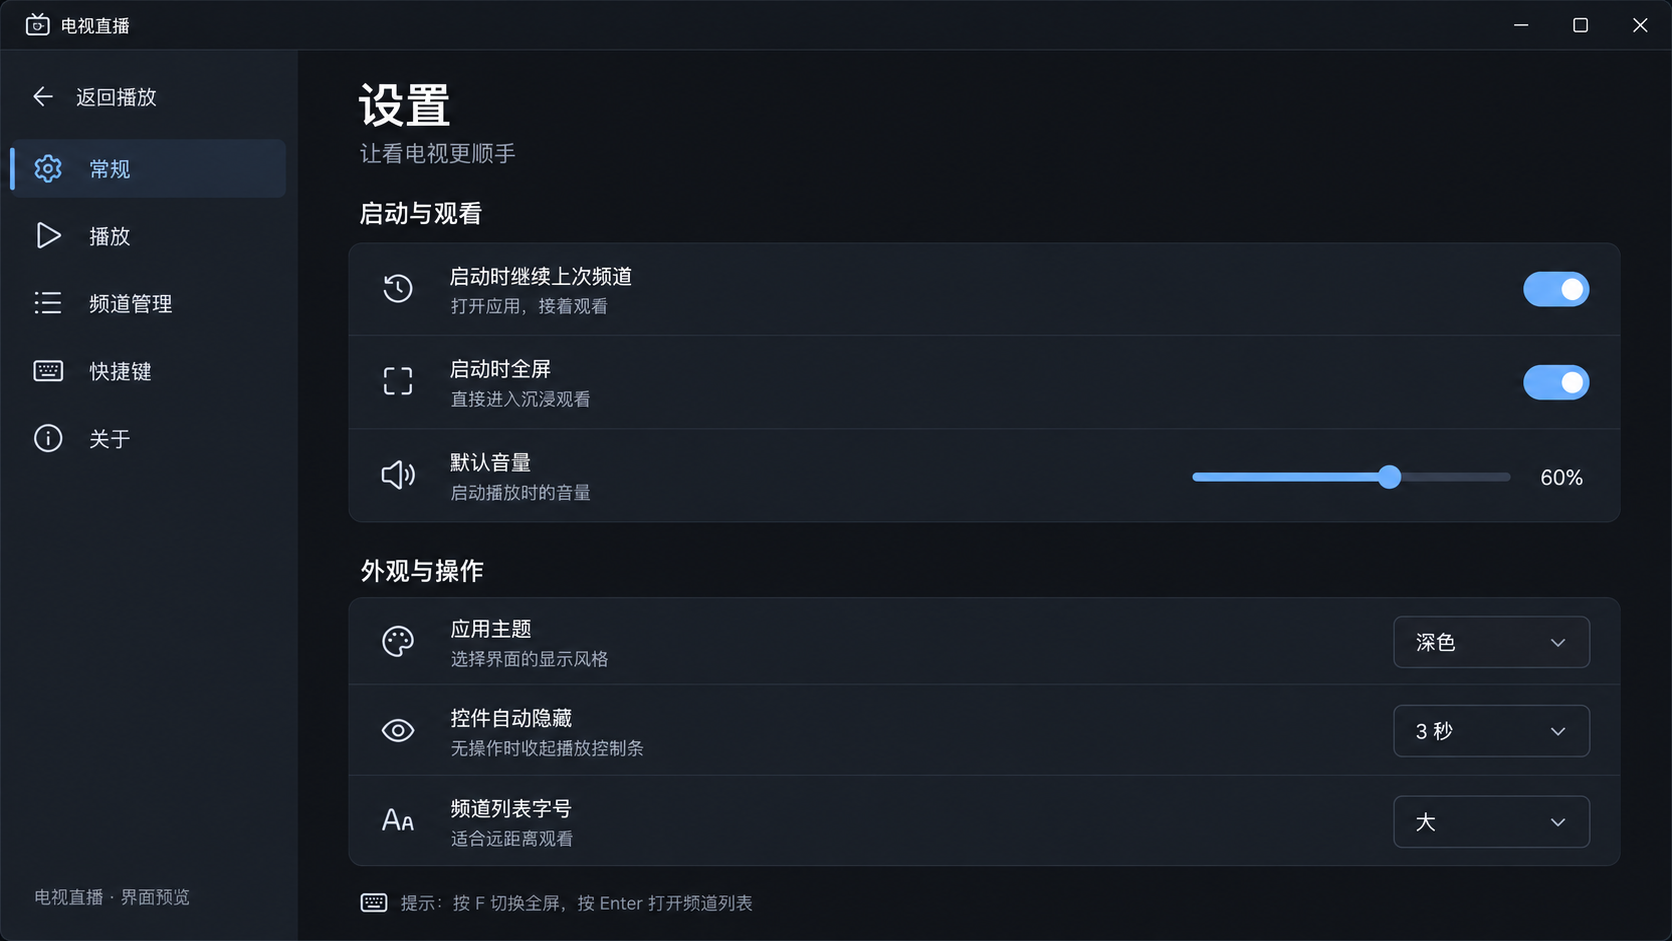 电视直播
返回播放
常规
播放
频道管理
快捷键
关于
电视直播 · 界面预览
设置
让看电视更顺手
启动与观看
启动时继续上次频道
打开应用，接着观看
启动时全屏
直接进入沉浸观看
默认音量
启动播放时的音量
60%
外观与操作
应用主题
选择界面的显示风格
深色
控件自动隐藏
无操作时收起播放控制条
3 秒
AA
频道列表字号
适合远距离观看
大
提示：按 F 切换全屏，按 Enter 打开频道列表